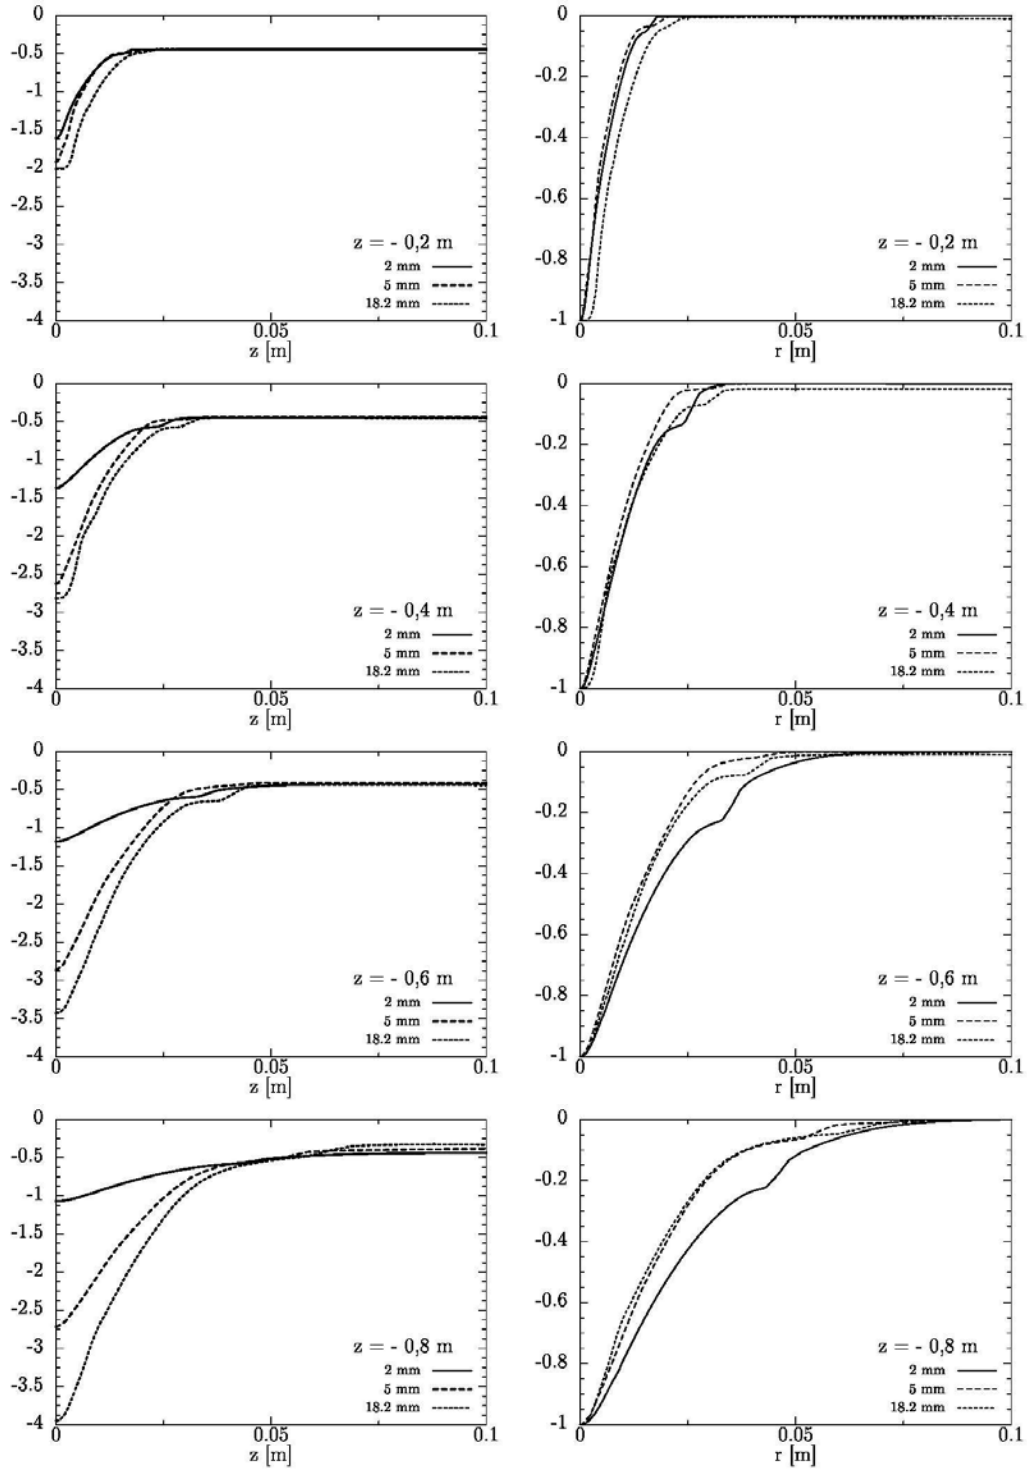 0
-0.5
-1
-1.5
-2
-2.5
-3
-3.5
-4
0 0.05 0.1
z [m]
z = - 0,2 m
2 mm
5 mm
18.2 mm
0
-0.2
-0.4
-0.6
-0.8
-1
0 0.05 0.1
r [m]
z = - 0,2 m
2 mm
5 mm
18.2 mm
0
-0.5
-1
-1.5
-2
-2.5
-3
-3.5
-4
0 0.05 0.1
z [m]
z = - 0,4 m
2 mm
5 mm
18.2 mm
0
-0.2
-0.4
-0.6
-0.8
-1
0 0.05 0.1
r [m]
z = - 0,4 m
2 mm
5 mm
18.2 mm
0
-0.5
-1
-1.5
-2
-2.5
-3
-3.5
-4
0 0.05 0.1
z [m]
z = - 0,6 m
2 mm
5 mm
18.2 mm
0
-0.2
-0.4
-0.6
-0.8
-1
0 0.05 0.1
r [m]
z = - 0,6 m
2 mm
5 mm
18.2 mm
0
-0.5
-1
-1.5
-2
-2.5
-3
-3.5
-4
0 0.05 0.1
z [m]
z = - 0,8 m
2 mm
5 mm
18.2 mm
0
-0.2
-0.4
-0.6
-0.8
-1
0 0.05 0.1
r [m]
z = - 0,8 m
2 mm
5 mm
18.2 mm